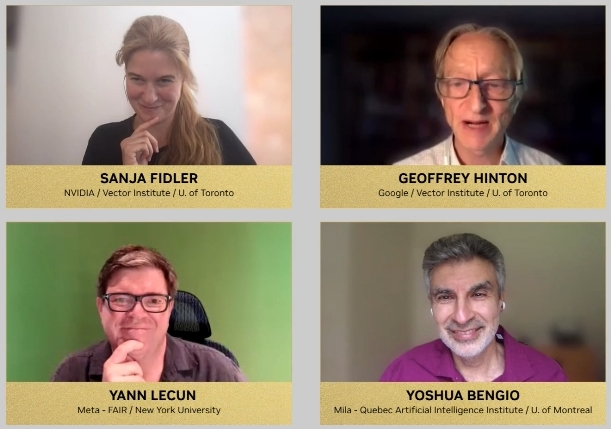 SANJA FIDLER
NVIDIA / Vector Institute / U. of Toronto
GEOFFREY HINTON
Google / Vector Institute / U. of Toronto
YANN LECUN
Meta - FAIR / New York University
YOSHUA BENGIO
Mila - Quebec Artificial Intelligence Institute / U. of Montreal